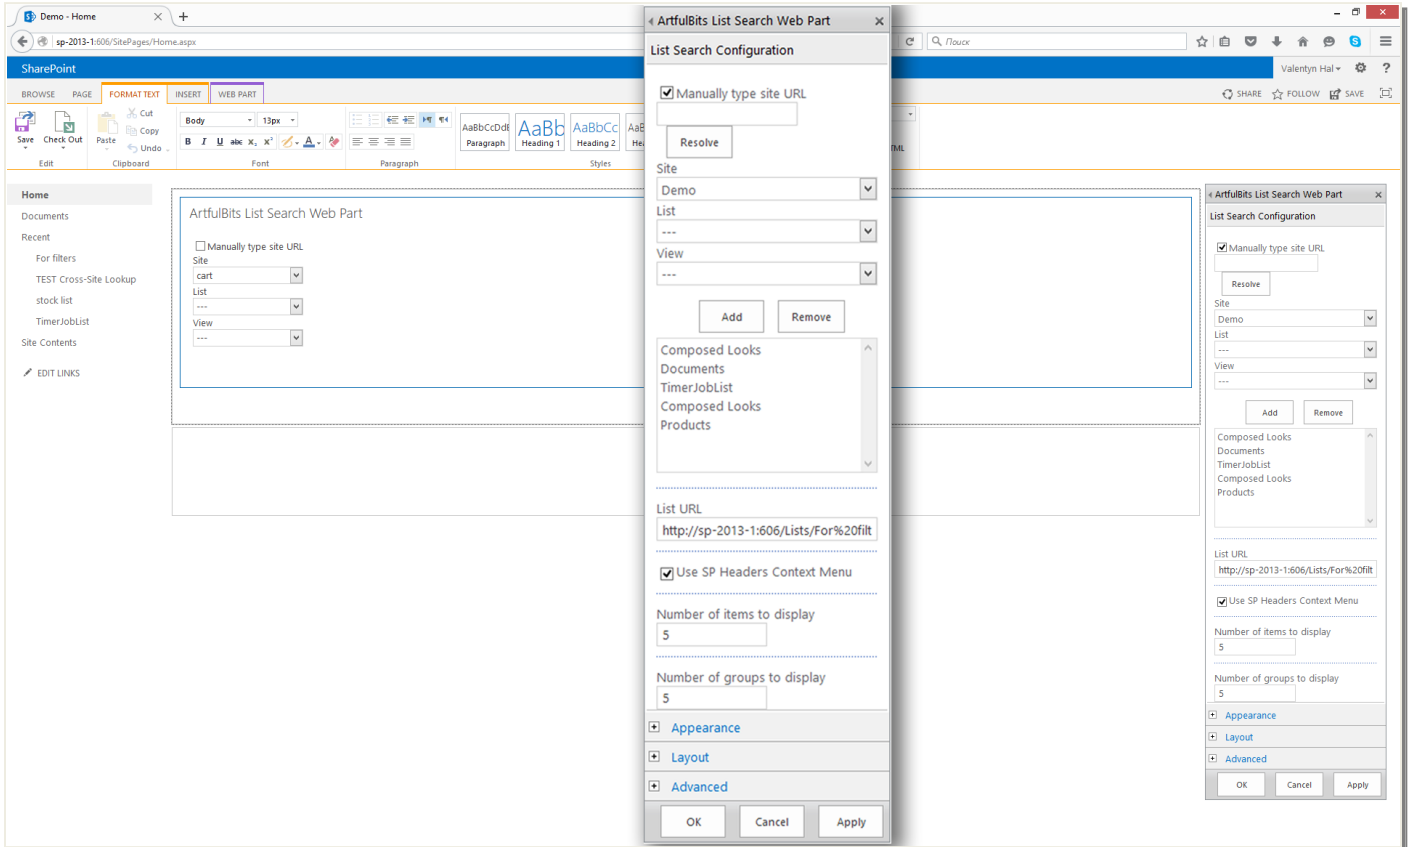 Demo - Home
sp-2013-1:606/SitePages/Home.aspx
Поиск
SharePoint
Valentyn Hal
?
BROWSE PAGE FORMAT TEXT INSERT WEB PART
SHARE FOLLOW SAVE
Save
Check Out
Edit
Paste
Cut
Copy
Undo
Clipboard
Body 13px
B I U abc x₂ x²
A
Font
Paragraph
AaBbCcDdE
Paragraph
AaBb
Heading 1
AaBbCc
Heading 2
Styles
Home
Documents
Recent
For filters
TEST Cross-Site Lookup
stock list
TimerJobList
Site Contents
EDIT LINKS
ArtfulBits List Search Web Part
Manually type site URL
Site
cart
List
---
View
---
ArtfulBits List Search Web Part
List Search Configuration
Manually type site URL
Resolve
Site
Demo
List
---
View
---
Add Remove
Composed Looks
Documents
TimerJobList
Composed Looks
Products
List URL
http://sp-2013-1:606/Lists/For%20filt
Use SP Headers Context Menu
Number of items to display
5
Number of groups to display
5
Appearance
Layout
Advanced
OK Cancel Apply
ArtfulBits List Search Web Part
List Search Configuration
Manually type site URL
Resolve
Site
Demo
List
---
View
---
Add Remove
Composed Looks
Documents
TimerJobList
Composed Looks
Products
List URL
http://sp-2013-1:606/Lists/For%20filt
Use SP Headers Context Menu
Number of items to display
5
Number of groups to display
5
Appearance
Layout
Advanced
OK Cancel Apply